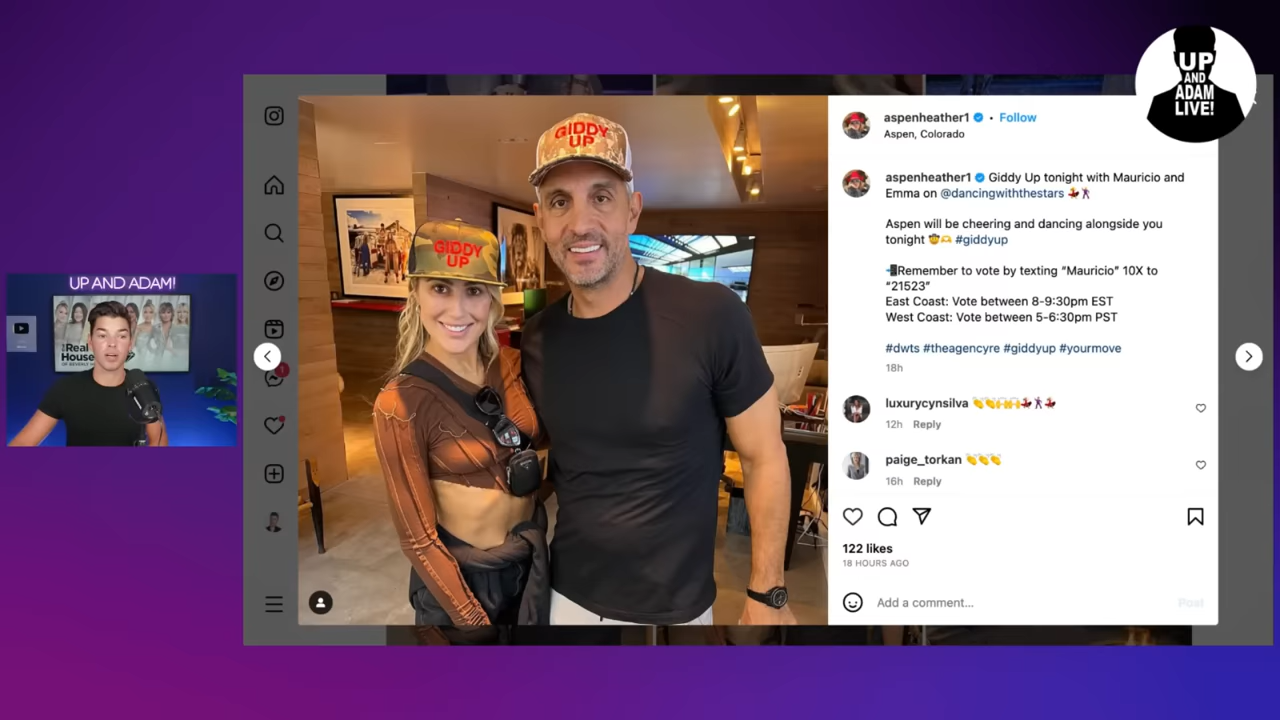 UP
AND
ADAM
LIVE!
aspenheather1 • Follow
Aspen, Colorado
aspenheather1 Giddy Up tonight with Mauricio and
Emma on @dancingwiththestars 💃🕺
Aspen will be cheering and dancing alongside you
tonight 🤠🫶 #giddyup
📲Remember to vote by texting "Mauricio" 10X to
"21523"
East Coast: Vote between 8-9:30pm EST
West Coast: Vote between 5-6:30pm PST
#dwts #theagencyre #giddyup #yourmove
18h
luxurycynsilva 👏👏🙌🙌💃🕺💃
12h Reply
paige_torkan 👏👏👏
16h Reply
122 likes
18 HOURS AGO
Add a comment...
Post
GIDDY
UP
GIDDY
UP
UP AND ADAM!
Real
House
1